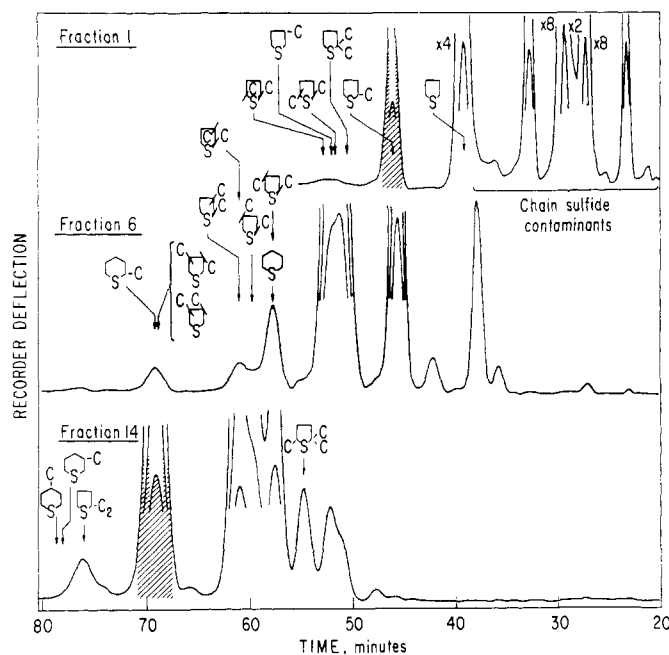 Fraction 1
x4
x8
x2
x8
Chain sulfide
contaminants
Fraction 6
Fraction 14
RECORDER DEFLECTION
80 70 60 50 40 30 20
TIME, minutes